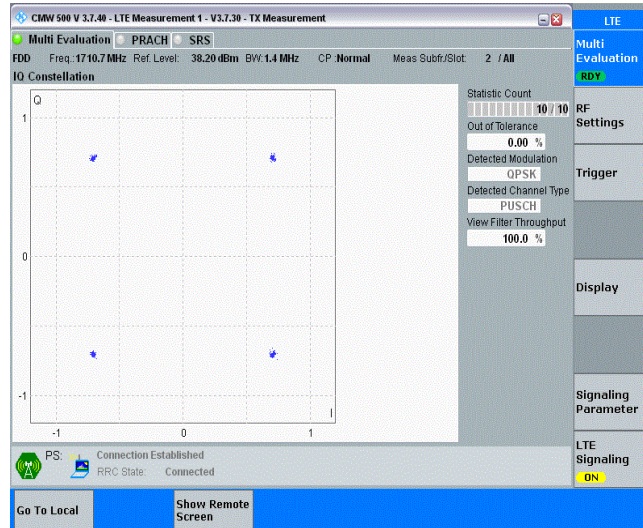 CMW 500 V 3.7.40 - LTE Measurement 1 - V3.7.30 - TX Measurement
LTE
Multi Evaluation PRACH SRS
Multi
Evaluation
RDY
FDD Freq.:1710.7 MHz Ref. Level: 38.20 dBm BW:1.4 MHz CP :Normal Meas Subfr./Slot: 2 / All
IQ Constellation
Statistic Count
10 / 10
Out of Tolerance
0.00 %
Detected Modulation
QPSK
Detected Channel Type
PUSCH
View Filter Throughput
100.0 %
Q
1
0
-1
I
-1 0 1
RF
Settings
Trigger
Display
Signaling
Parameter
LTE
Signaling
ON
PS: Connection Established
RRC State: Connected
Go To Local
Show Remote
Screen